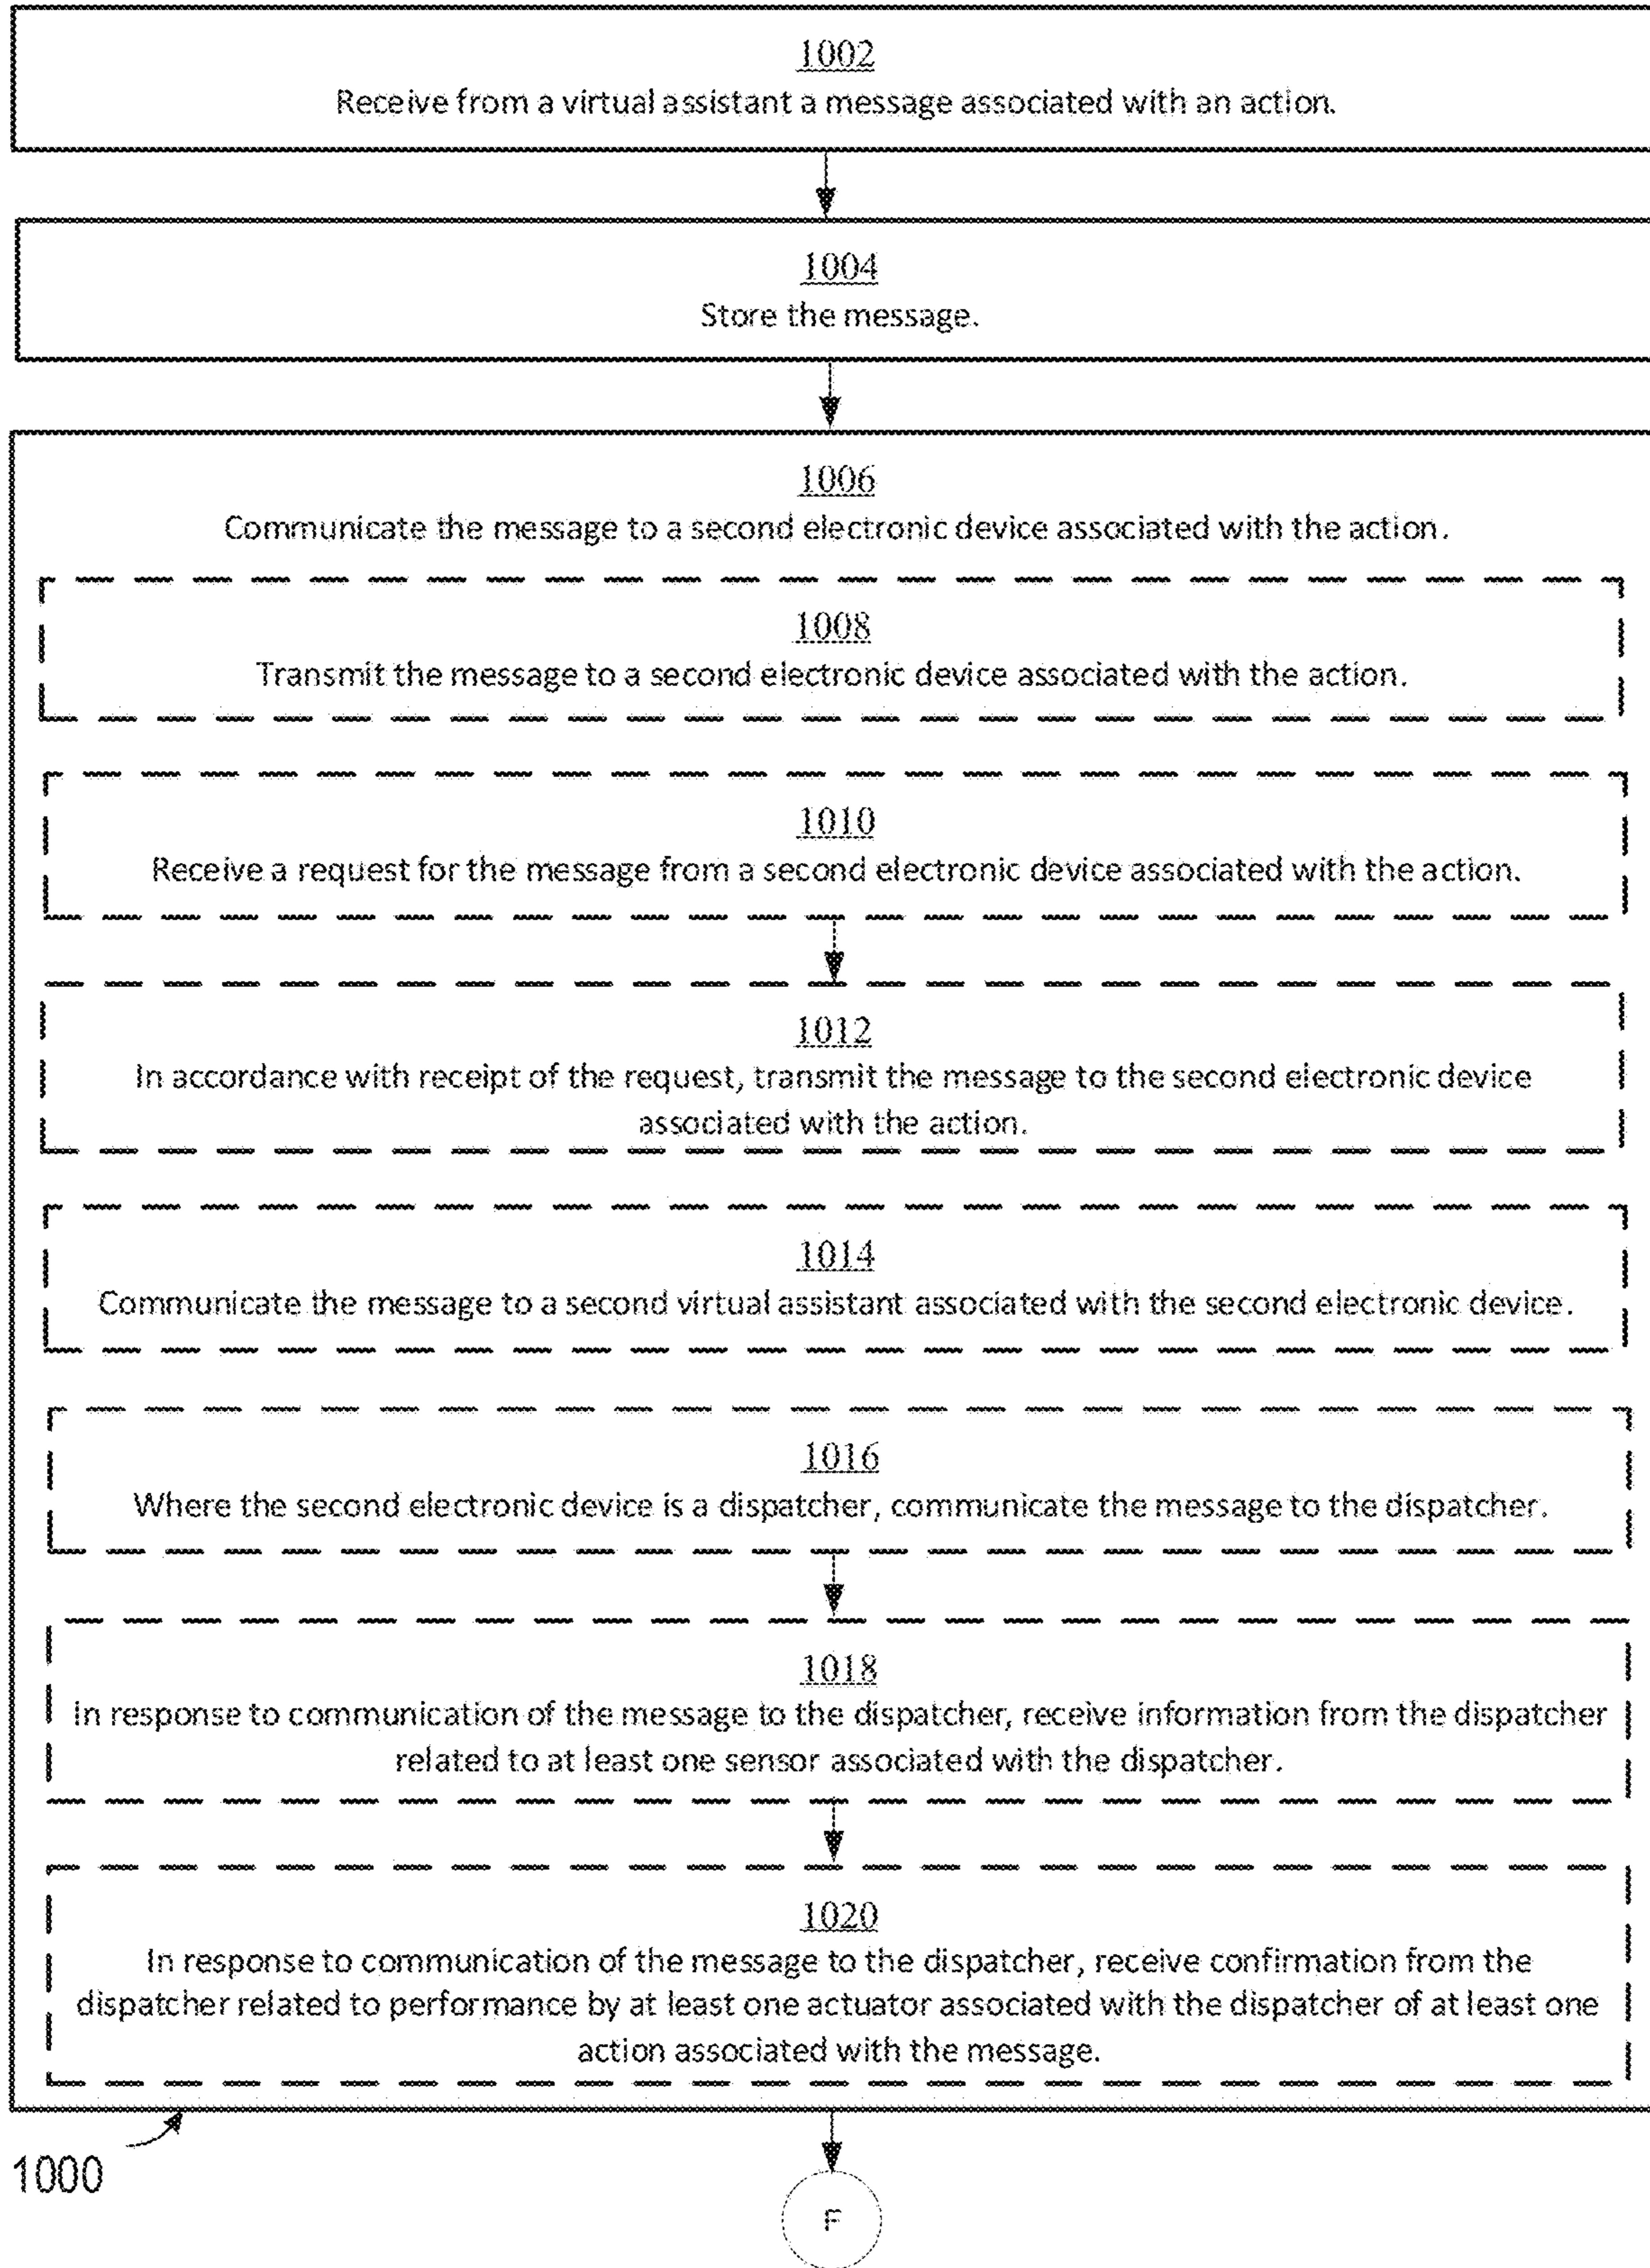 1002
Receive from a virtual assistant a message associated with an action.
1004
Store the message.
1006
Communicate the message to a second electronic device associated with the action.
1008
Transmit the message to a second electronic device associated with the action.
1010
Receive a request for the message from a second electronic device associated with the action.
1012
In accordance with receipt of the request, transmit the message to the second electronic device
associated with the action.
1014
Communicate the message to a second virtual assistant associated with the second electronic device.
1016
Where the second electronic device is a dispatcher, communicate the message to the dispatcher.
1018
In response to communication of the message to the dispatcher, receive information from the dispatcher
related to at least one sensor associated with the dispatcher.
1020
In response to communication of the message to the dispatcher, receive confirmation from the
dispatcher related to performance by at least one actuator associated with the dispatcher of at least one
action associated with the message.
1000
F